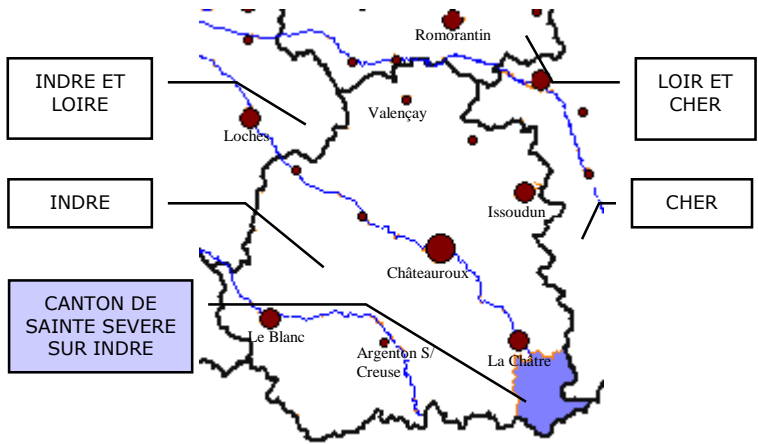 Romorantin
INDRE ET
LOIRE
LOIR ET
CHER
Valençay
Loches
INDRE
CHER
Issoudun
Châteauroux
CANTON DE
SAINTE SEVERE
SUR INDRE
Le Blanc
Argenton S/
Creuse
La Châtre